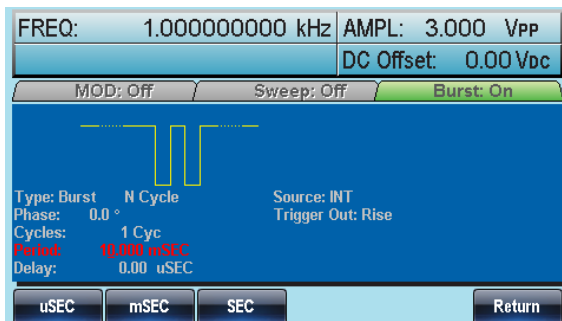 FREQ: 1.000000000 kHz AMPL: 3.000 VPP
DC Offset: 0.00 VDC
MOD: Off Sweep: Off Burst: On
Type: Burst N Cycle Source: INT
Phase: 0.0 ° Trigger Out: Rise
Cycles: 1 Cyc
Period: 10.000 mSEC
Delay: 0.00 uSEC
uSEC mSEC SEC Return